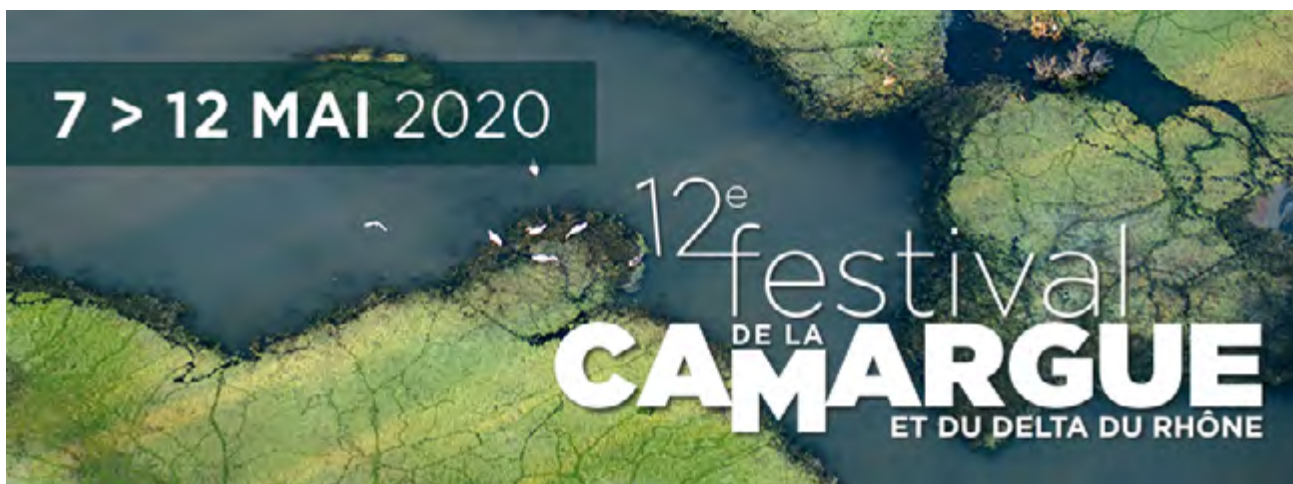 7 > 12 MAI 2020
12e
festival
DE LA
CAMARGUE
ET DU DELTA DU RHÔNE